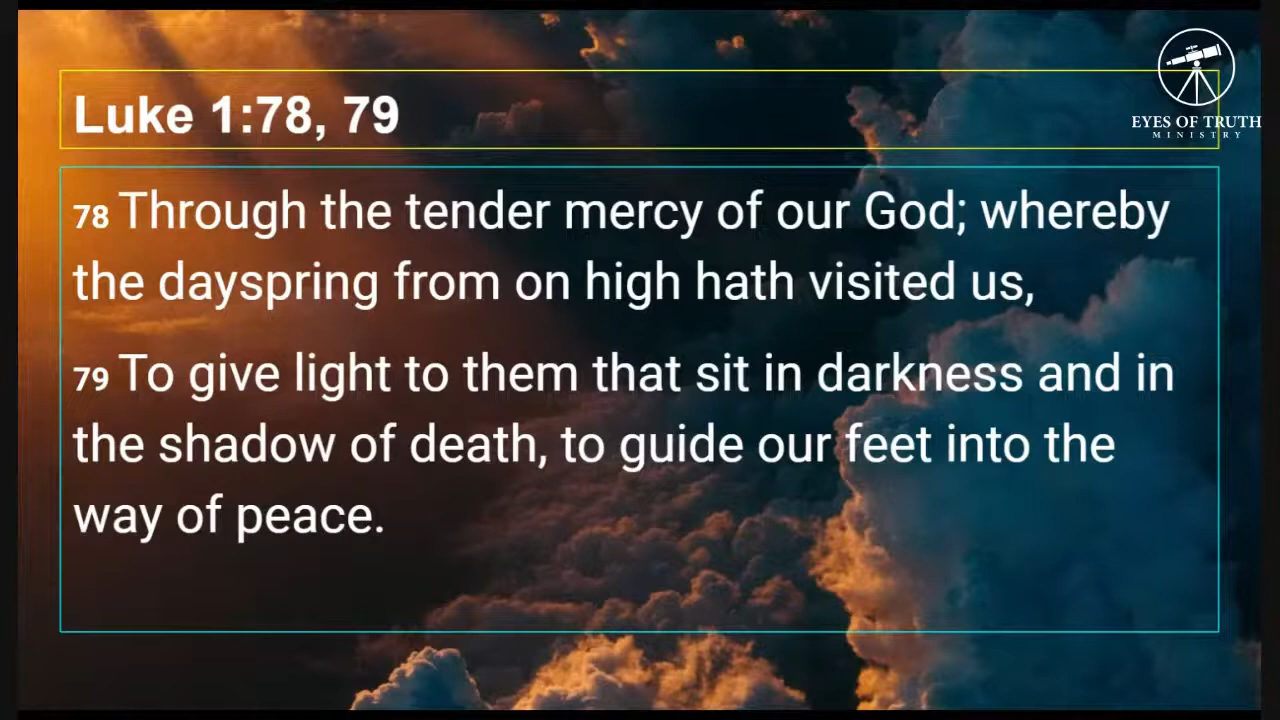 Luke 1:78, 79
EYES OF TRUTH
MINISTRY
78 Through the tender mercy of our God; whereby
the dayspring from on high hath visited us,
79 To give light to them that sit in darkness and in
the shadow of death, to guide our feet into the
way of peace.